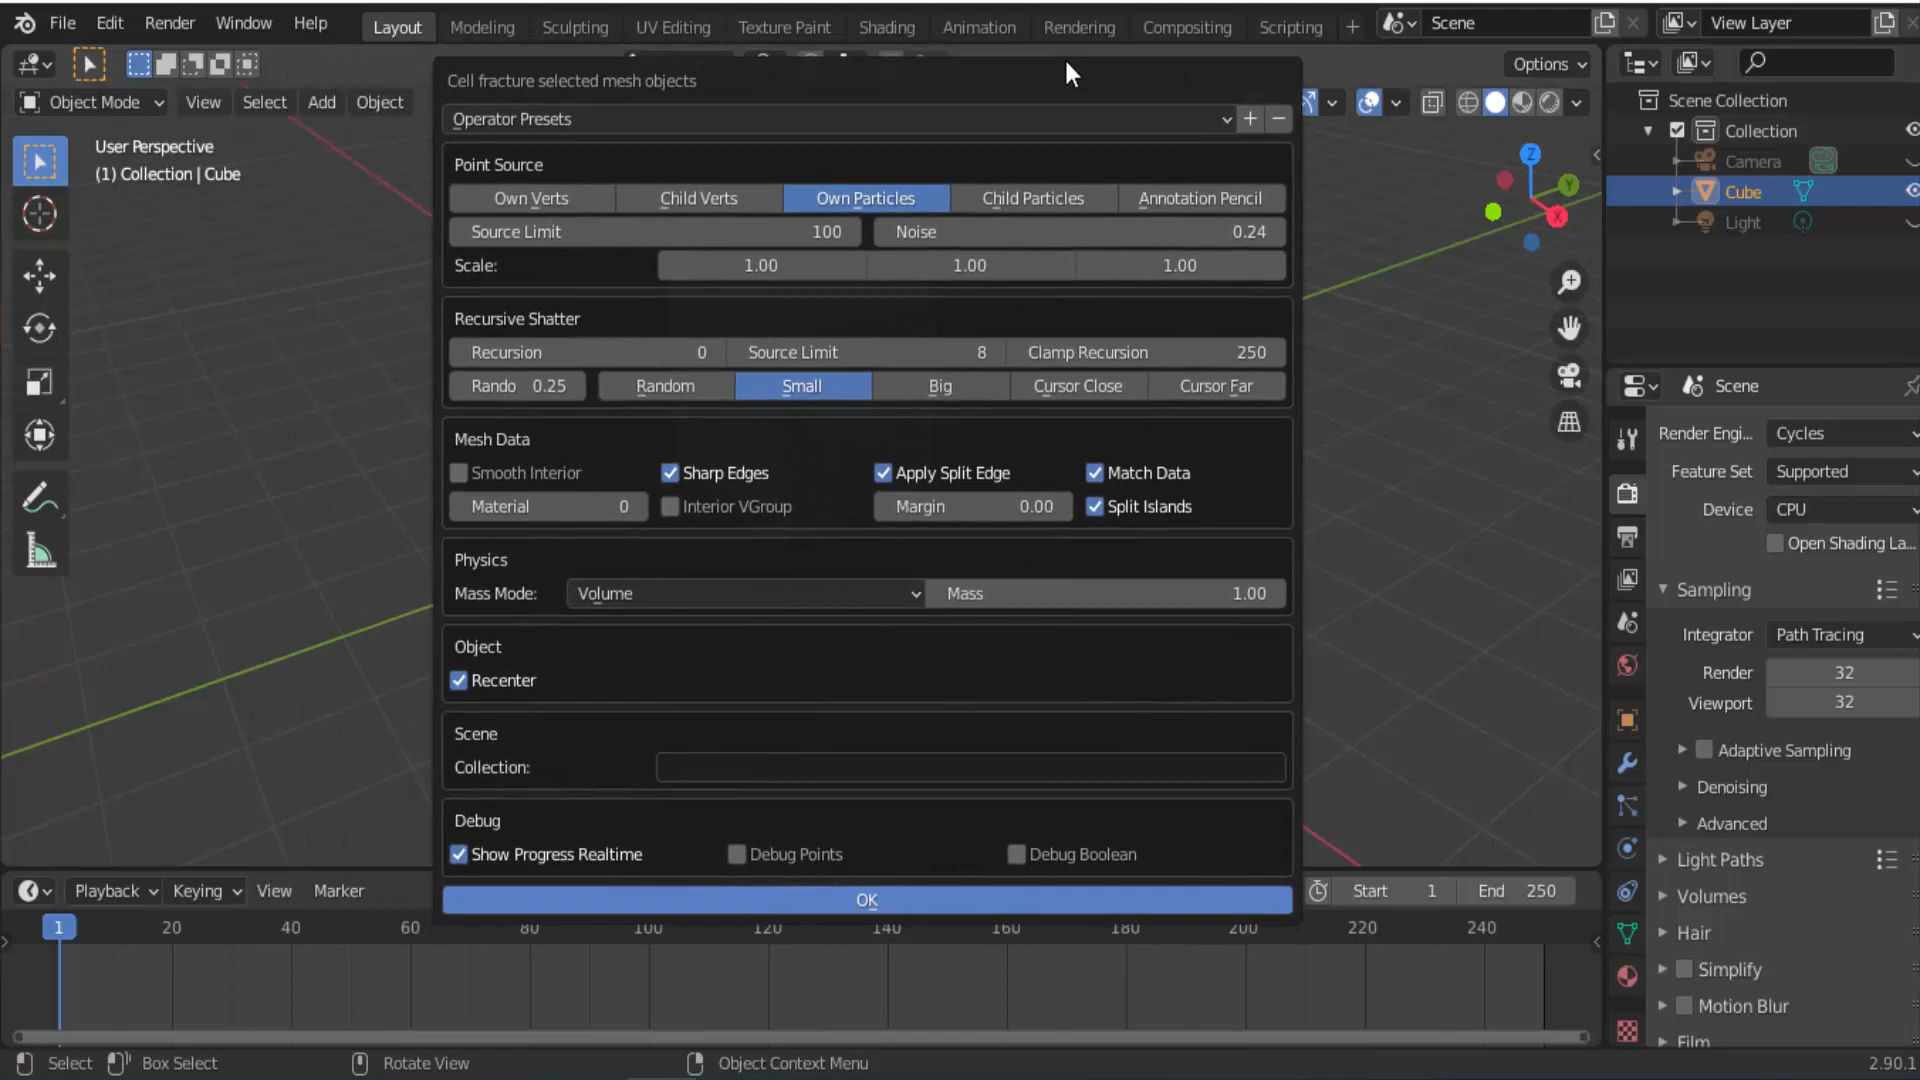 File Edit Render Window Help Layout Modeling Sculpting UV Editing Texture Paint Shading Animation Rendering Compositing Scripting + Scene View Layer
Options
Object Mode View Select Add Object
User Perspective
(1) Collection | Cube
Cell fracture selected mesh objects
Operator Presets + −
Point Source
Own Verts Child Verts Own Particles Child Particles Annotation Pencil
Source Limit 100 Noise 0.24
Scale: 1.00 1.00 1.00
Recursive Shatter
Recursion 0 Source Limit 8 Clamp Recursion 250
Rando 0.25 Random Small Big Cursor Close Cursor Far
Mesh Data
Smooth Interior Sharp Edges Apply Split Edge Match Data
Material 0 Interior VGroup Margin 0.00 Split Islands
Physics
Mass Mode: Volume Mass 1.00
Object
Recenter
Scene
Collection:
Debug
Show Progress Realtime Debug Points Debug Boolean
OK
Z
Y
X
Scene Collection
Collection
Camera
Cube
Light
Scene
Render Engi... Cycles
Feature Set Supported
Device CPU
Open Shading La...
Sampling
Integrator Path Tracing
Render 32
Viewport 32
Adaptive Sampling
Denoising
Advanced
Light Paths
Volumes
Hair
Simplify
Motion Blur
Film
Playback Keying View Marker Start 1 End 250
1 20 40 60 80 100 120 140 160 180 200 220 240
Select Box Select Rotate View Object Context Menu 2.90.1